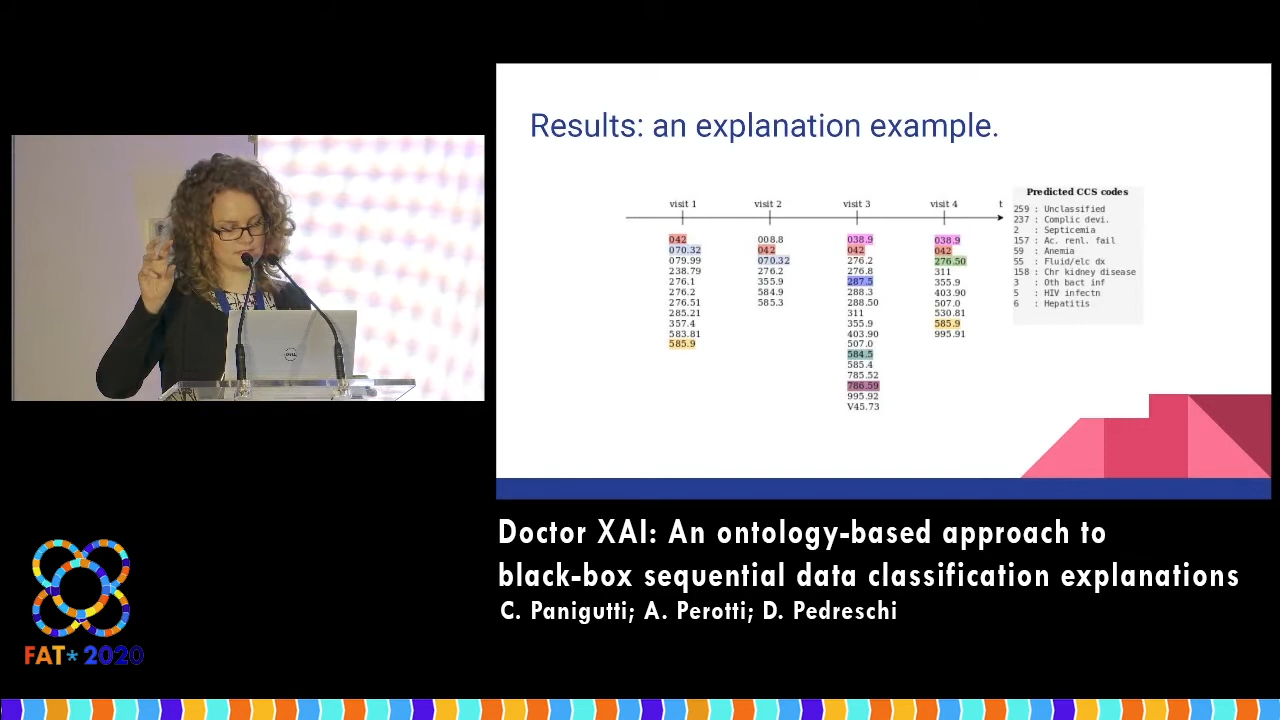 Results: an explanation example.
visit 1
visit 2
visit 3
visit 4
t
042
070.32
079.99
238.79
276.1
276.2
276.51
285.21
357.4
583.81
585.9
008.8
042
070.32
276.2
355.9
584.9
585.3
038.9
042
276.2
276.8
287.5
288.3
288.50
311
355.9
403.90
507.0
584.5
585.4
785.52
786.59
995.92
V45.73
038.9
042
276.50
311
355.9
403.90
507.0
530.81
585.9
995.91
Predicted CCS codes
259 : Unclassified
237 : Complic devi.
2 : Septicemia
157 : Ac. renl. fail
59 : Anemia
55 : Fluid/elc dx
158 : Chr kidney disease
3 : Oth bact inf
5 : HIV infectn
6 : Hepatitis
DELL
Doctor XAI: An ontology-based approach to
black-box sequential data classification explanations
C. Panigutti; A. Perotti; D. Pedreschi
FAT* 2020